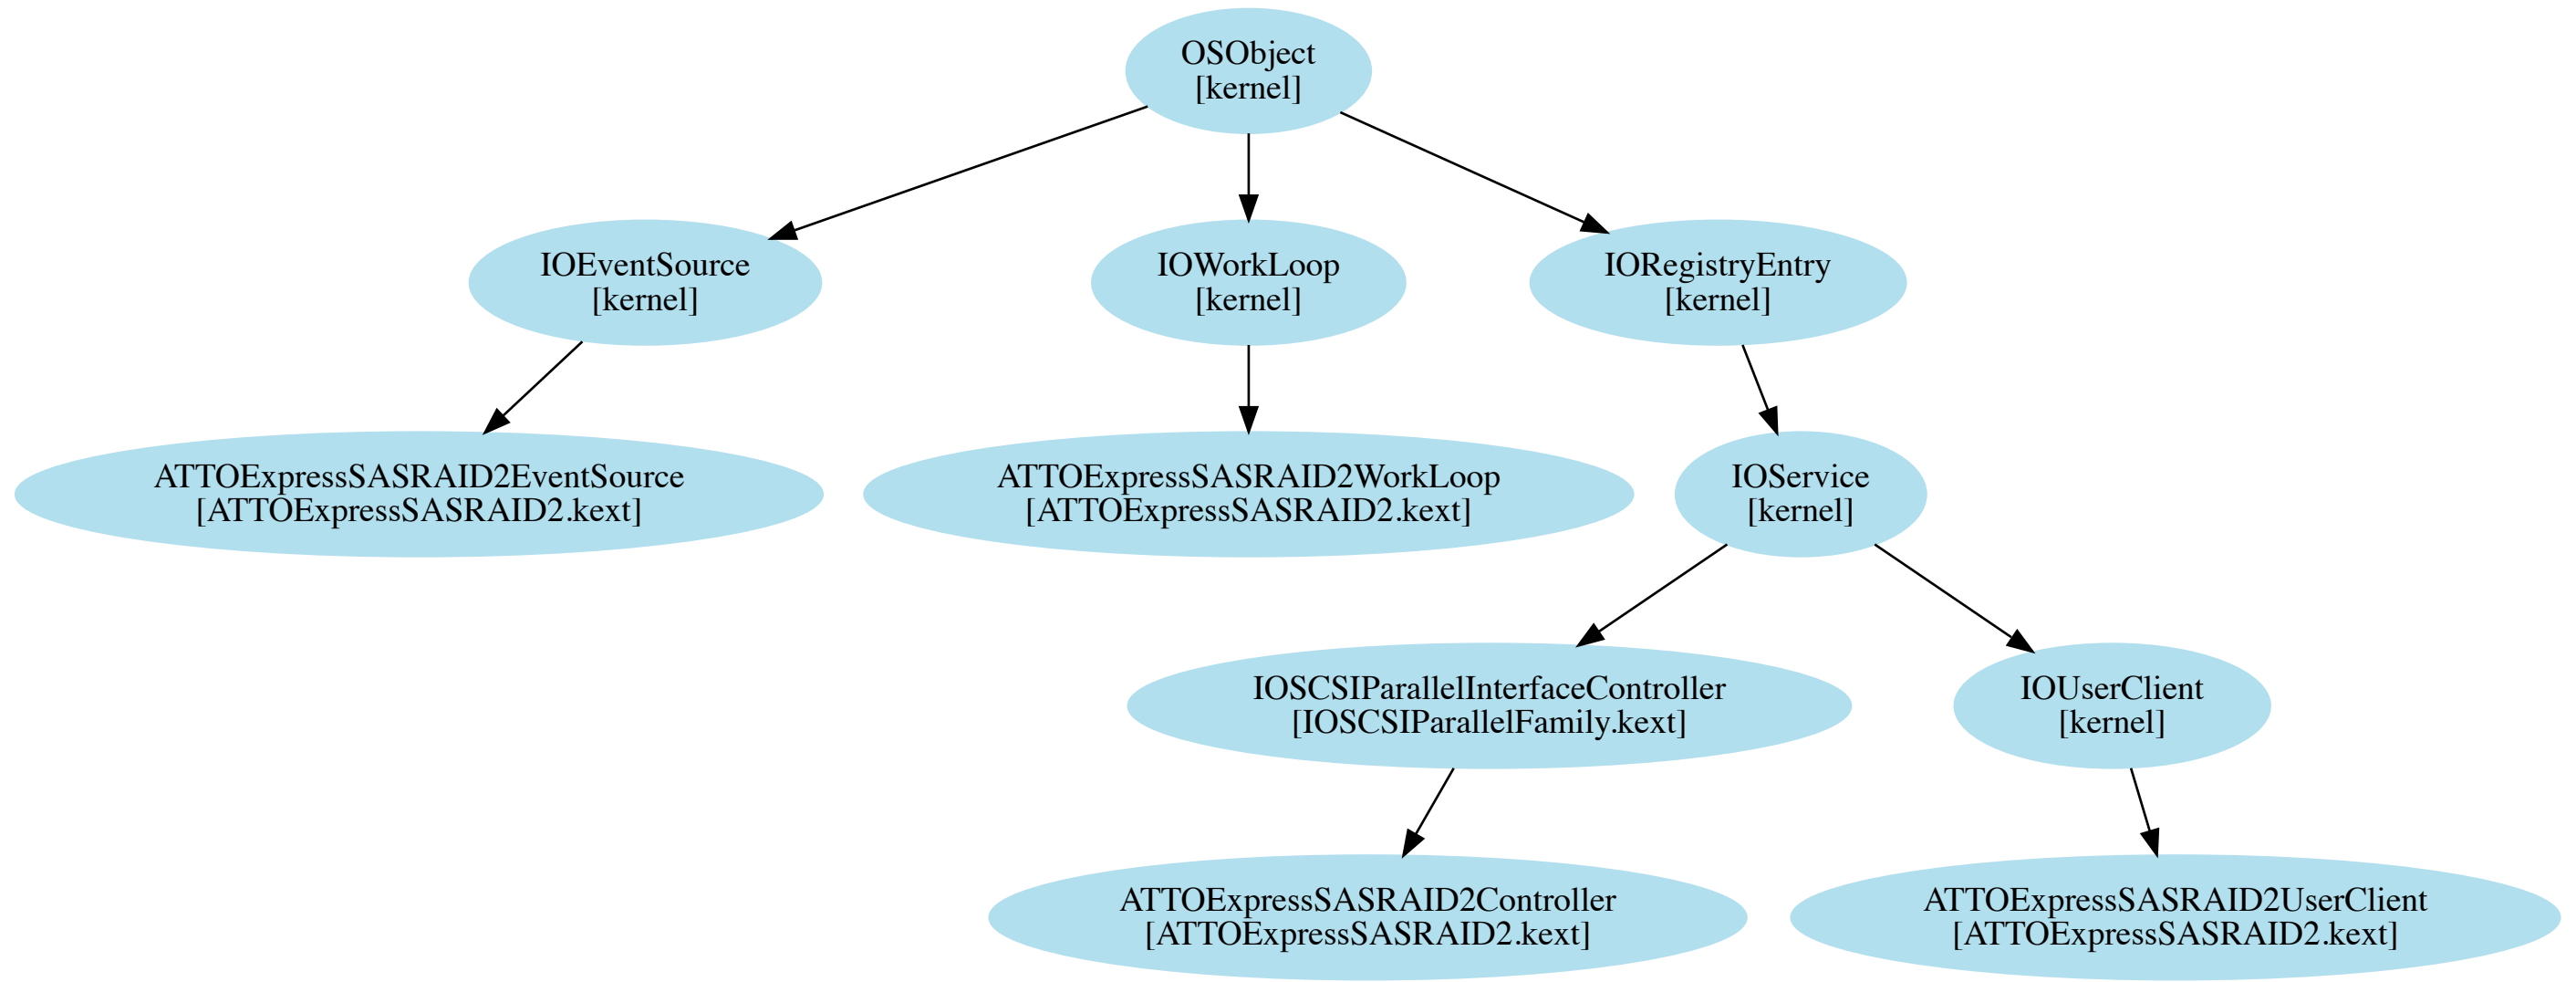 OSObject
[kernel]
IOEventSource
[kernel]
IOWorkLoop
[kernel]
IORegistryEntry
[kernel]
ATTOExpressSASRAID2EventSource
[ATTOExpressSASRAID2.kext]
ATTOExpressSASRAID2WorkLoop
[ATTOExpressSASRAID2.kext]
IOService
[kernel]
IOSCSIParallelInterfaceController
[IOSCSIParallelFamily.kext]
IOUserClient
[kernel]
ATTOExpressSASRAID2Controller
[ATTOExpressSASRAID2.kext]
ATTOExpressSASRAID2UserClient
[ATTOExpressSASRAID2.kext]